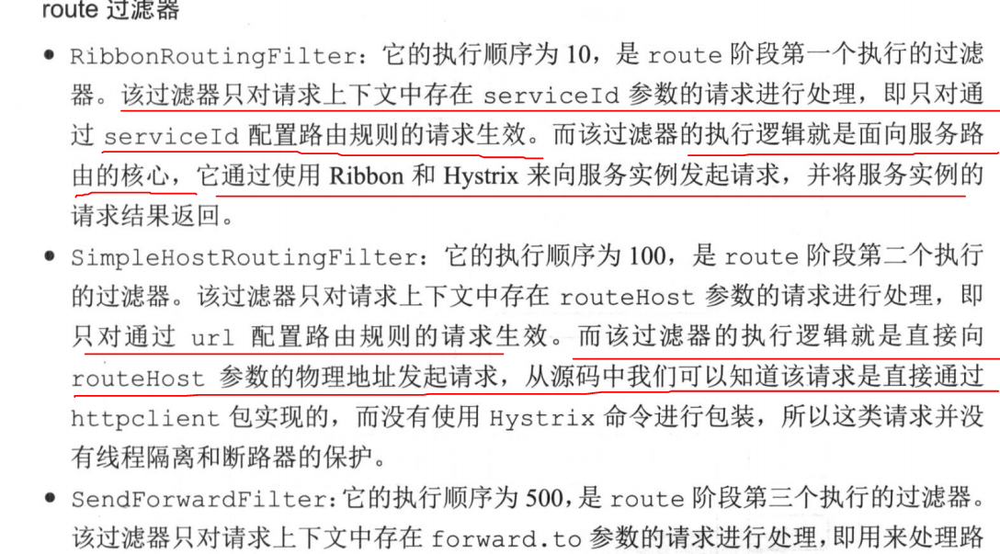 route 过滤器
● RibbonRoutingFilter：它的执行顺序为 10，是 route 阶段第一个执行的过滤
器。该过滤器只对请求上下文中存在 serviceId 参数的请求进行处理，即只对通
过 serviceId 配置路由规则的请求生效。而该过滤器的执行逻辑就是面向服务路
由的核心，它通过使用 Ribbon 和 Hystrix 来向服务实例发起请求，并将服务实例的
请求结果返回。
● SimpleHostRoutingFilter：它的执行顺序为 100，是 route 阶段第二个执行
的过滤器。该过滤器只对请求上下文中存在 routeHost 参数的请求进行处理，即
只对通过 url 配置路由规则的请求生效。而该过滤器的执行逻辑就是直接向
routeHost 参数的物理地址发起请求，从源码中我们可以知道该请求是直接通过
httpclient 包实现的，而没有使用 Hystrix 命令进行包装，所以这类请求并没
有线程隔离和断路器的保护。
● SendForwardFilter：它的执行顺序为 500，是 route 阶段第三个执行的过滤器。
该过滤器只对请求上下文中存在 forward.to 参数的请求进行处理，即用来处理路